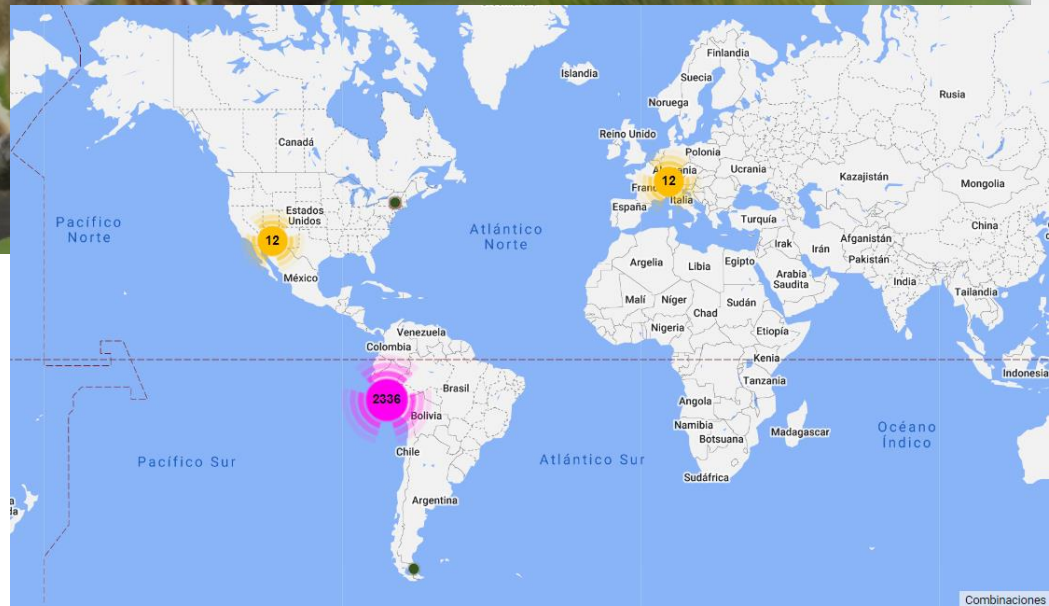 Finlandia
Islandia
Suecia
Rusia
Noruega
Canadá
Reino Unido
Polonia
Ucrania
Kazajistán
Mongolia
12
Italia
España
Estados
Unidos
Turquía
China
Pacífico
Norte
Atlántico
Norte
12
Irak
Irán
Afganistán
Pakistán
México
Argelia
Libia
Egipto
Arabia
Saudita
India
Malí
Níger
Chad
Sudán
Tailandia
Nigeria
Etiopía
Venezuela
Colombia
Kenia
Indonesia
Tanzania
2336
Brasil
Bolivia
Angola
Namibia
Botsuana
Madagascar
Océano
Índico
Chile
Pacífico Sur
Atlántico Sur
Sudáfrica
Argentina
Combinaciones